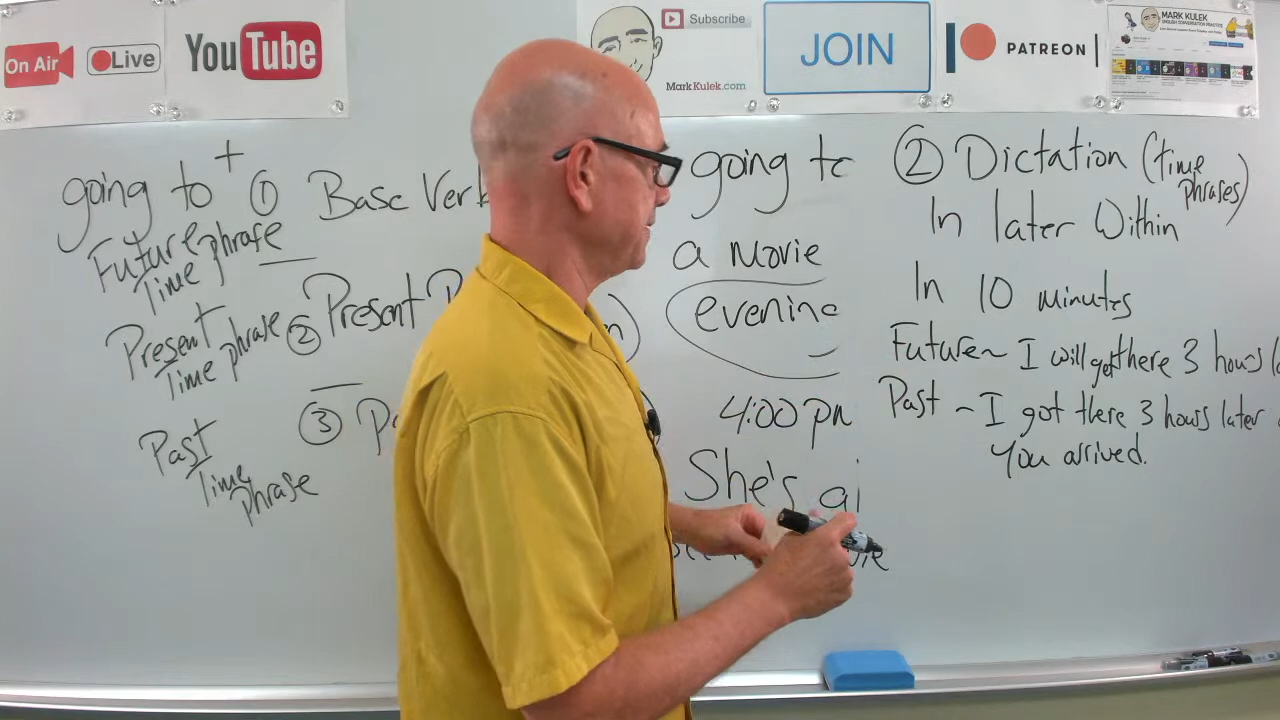 On Air
Live
YouTube
Subscribe
MarkKulek.com
JOIN
PATREON
MARK KULEK
going to +
Future
Time phrase
Present
Time phrase
Past
Time
phrase
① Base Verb
② Present
③
going to
a movie
evening
4:00 pm
She's
② Dictation (time
phrases)
In later Within
In 10 minutes
Future ~ I will get there 3 hours
Past ~ I got there 3 hours later
you arrived.